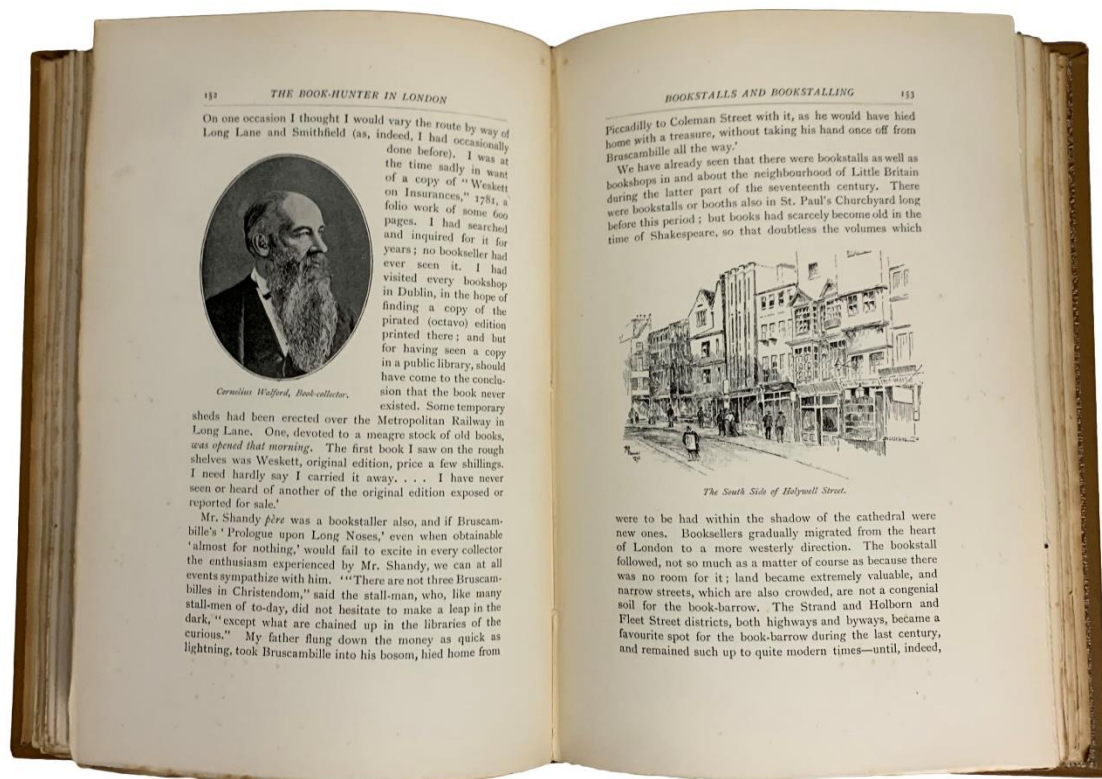 152
THE BOOK-HUNTER IN LONDON
On one occasion I thought I would vary the route by way of
Long Lane and Smithfield (as, indeed, I had occasionally
done before). I was at
the time sadly in want
of a copy of "Weskett
on Insurances," 1781, a
folio work of some 600
pages. I had searched
and inquired for it for
years; no bookseller had
ever seen it. I had
visited every bookshop
in Dublin, in the hope of
finding a copy of the
pirated (octavo) edition
printed there; and but
for having seen a copy
in a public library, should
have come to the conclu-
sion that the book never
existed. Some temporary
Cornelius Walford, Book-collector.
sheds had been erected over the Metropolitan Railway in
Long Lane. One, devoted to a meagre stock of old books,
was opened that morning. The first book I saw on the rough
shelves was Weskett, original edition, price a few shillings.
I need hardly say I carried it away. . . . I have never
seen or heard of another of the original edition exposed or
reported for sale.'
Mr. Shandy père was a bookstaller also, and if Bruscam-
bille's 'Prologue upon Long Noses,' even when obtainable
'almost for nothing,' would fail to excite in every collector
the enthusiasm experienced by Mr. Shandy, we can at all
events sympathize with him. '"There are not three Bruscam-
billes in Christendom," said the stall-man, who, like many
stall-men of to-day, did not hesitate to make a leap in the
dark, "except what are chained up in the libraries of the
curious." My father flung down the money as quick as
lightning, took Bruscambille into his bosom, hied home from
BOOKSTALLS AND BOOKSTALLING
153
Piccadilly to Coleman Street with it, as he would have hied
home with a treasure, without taking his hand once off from
Bruscambille all the way.'
We have already seen that there were bookstalls as well as
bookshops in and about the neighbourhood of Little Britain
during the latter part of the seventeenth century. There
were bookstalls or booths also in St. Paul's Churchyard long
before this period; but books had scarcely become old in the
time of Shakespeare, so that doubtless the volumes which
The South Side of Holywell Street.
were to be had within the shadow of the cathedral were
new ones. Booksellers gradually migrated from the heart
of London to a more westerly direction. The bookstall
followed, not so much as a matter of course as because there
was no room for it; land became extremely valuable, and
narrow streets, which are also crowded, are not a congenial
soil for the book-barrow. The Strand and Holborn and
Fleet Street districts, both highways and byways, became a
favourite spot for the book-barrow during the last century,
and remained such up to quite modern times—until, indeed,